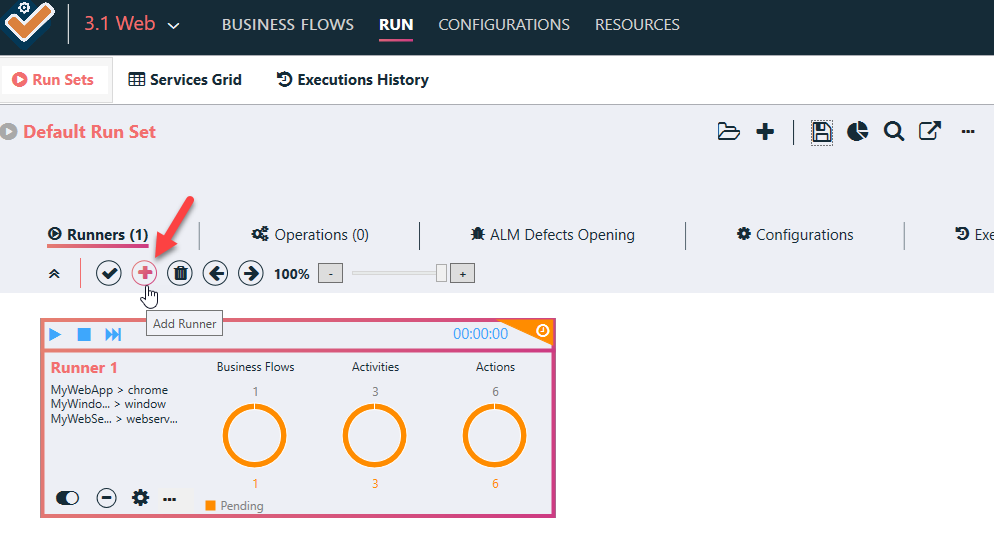 3.1 Web BUSINESS FLOWS RUN CONFIGURATIONS RESOURCES
Run Sets Services Grid Executions History
Default Run Set
Runners (1) Operations (0) ALM Defects Opening Configurations Exe
100% - +
Add Runner
00:00:00
Runner 1 Business Flows Activities Actions
MyWebApp > chrome 1 3 6
MyWindo... > window
MyWebSe... > webserv...
1 3 6
Pending